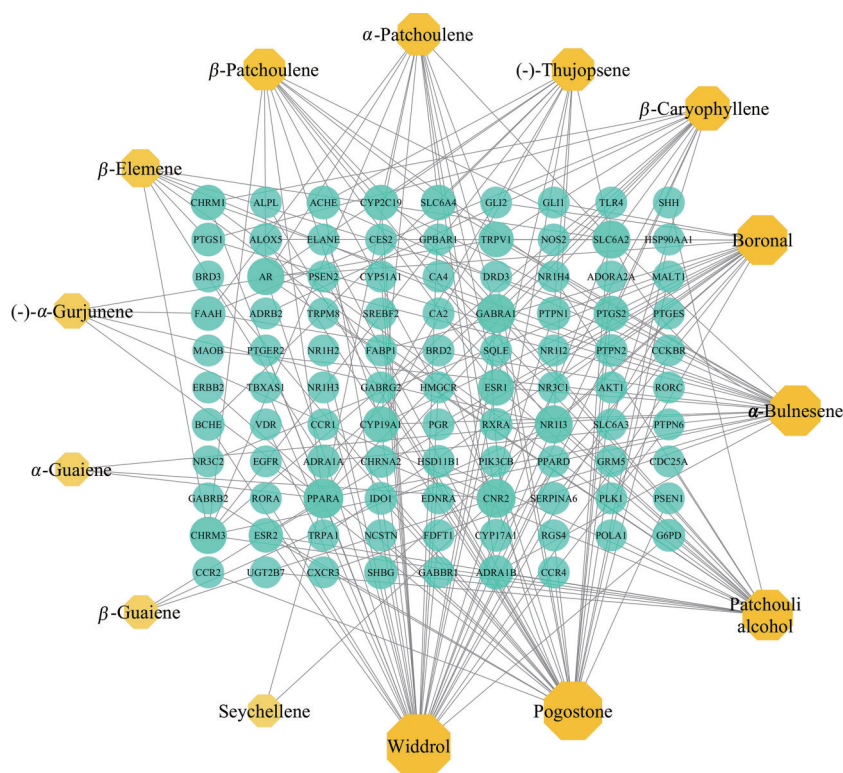 α-Patchoulene
β-Patchoulene
(-)-Thujopsene
β-Caryophyllene
β-Elemene
Boronal
(-)-α-Gurjunene
α-Bulnesene
α-Guaiene
Patchouli
alcohol
β-Guaiene
Seychellene
Pogostone
Widdrol
CHRM1 ALPL ACHE CYP2C19 SLC6A4 GLI2 GLI1 TLR4 SHH
PTGS1 ALOX5 ELANE CES2 GPBAR1 TRPV1 NOS2 SLC6A2 HSP90AA1
BRD3 AR PSEN2 CYP51A1 CA4 DRD3 NR1H4 ADORA2A MALT1
FAAH ADRB2 TRPM8 SREBF2 CA2 GABRA1 PTPN1 PTGS2 PTGES
MAOB PTGER2 NR1H2 FABP1 BRD2 SQLE NR1I2 PTPN2 CCKBR
ERBB2 TBXAS1 NR1H3 GABRG2 HMGCR ESR1 NR3C1 AKT1 RORC
BCHE VDR CCR1 CYP19A1 PGR RXRA NR1I3 SLC6A3 PTPN6
NR3C2 EGFR ADRA1A CHRNA2 HSD11B1 PIK3CB PPARD GRM5 CDC25A
GABRB2 RORA PPARA IDO1 EDNRA CNR2 SERPINA6 PLK1 PSEN1
CHRM3 ESR2 TRPA1 NCSTN FDFT1 CYP17A1 RGS4 POLA1 G6PD
CCR2 UGT2B7 CXCR3 SHBG GABBR1 ADRA1B CCR4